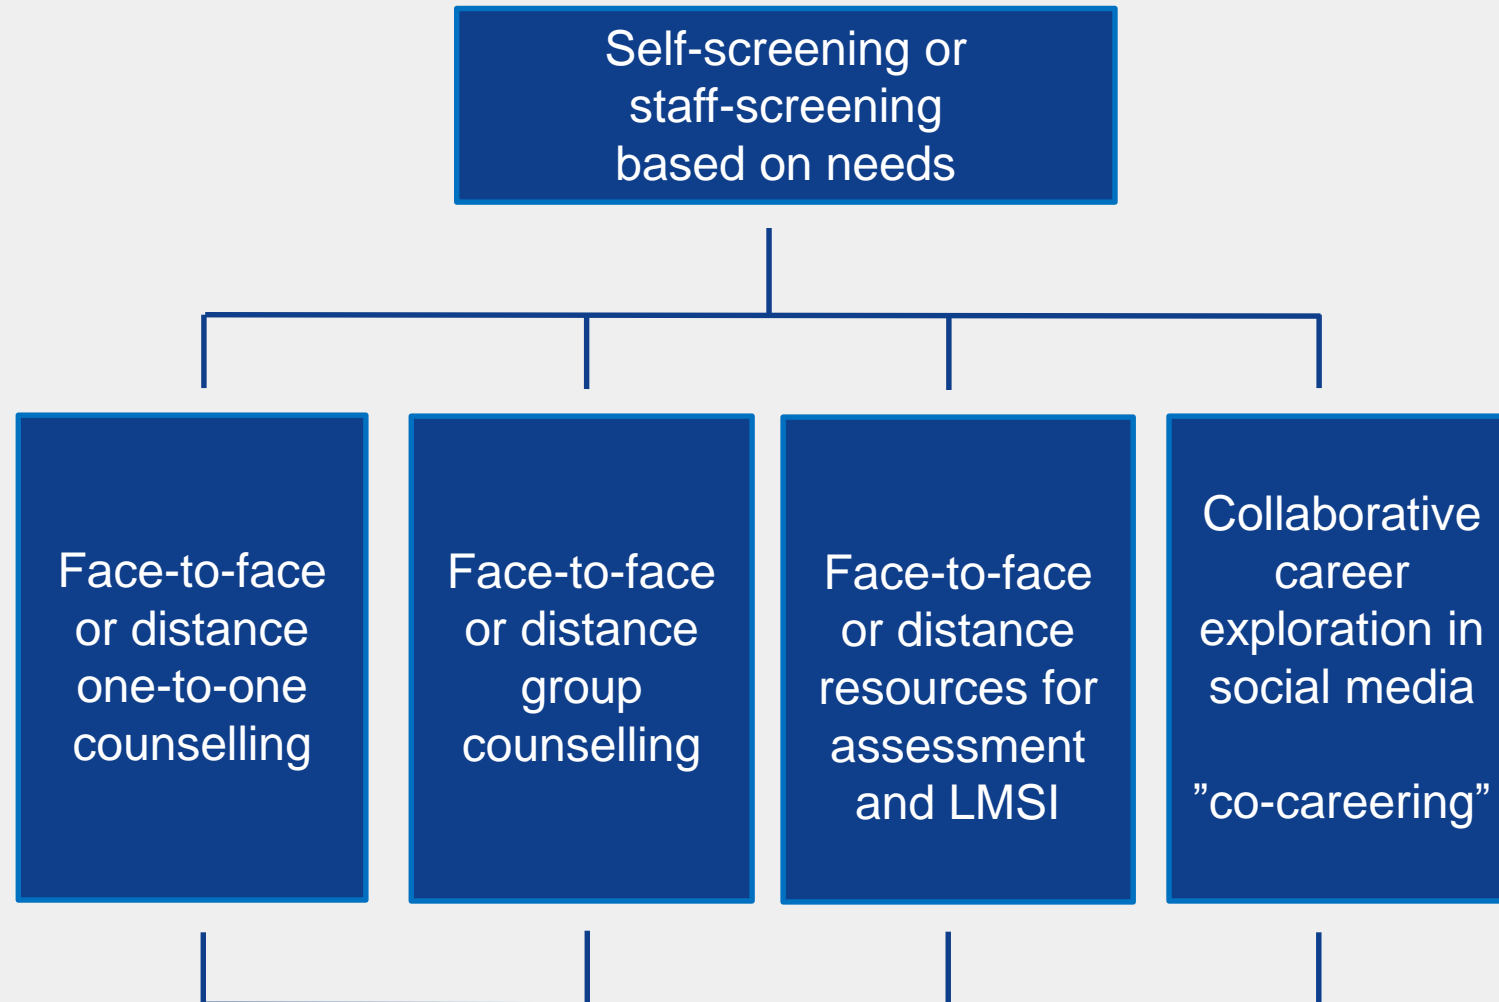 Self-screening or
staff-screening
based on needs
Face-to-face
or distance
one-to-one
counselling
Face-to-face
or distance
group
counselling
Face-to-face
or distance
resources for
assessment
and LMSI
Collaborative
career
exploration in
social media
”co-careering”